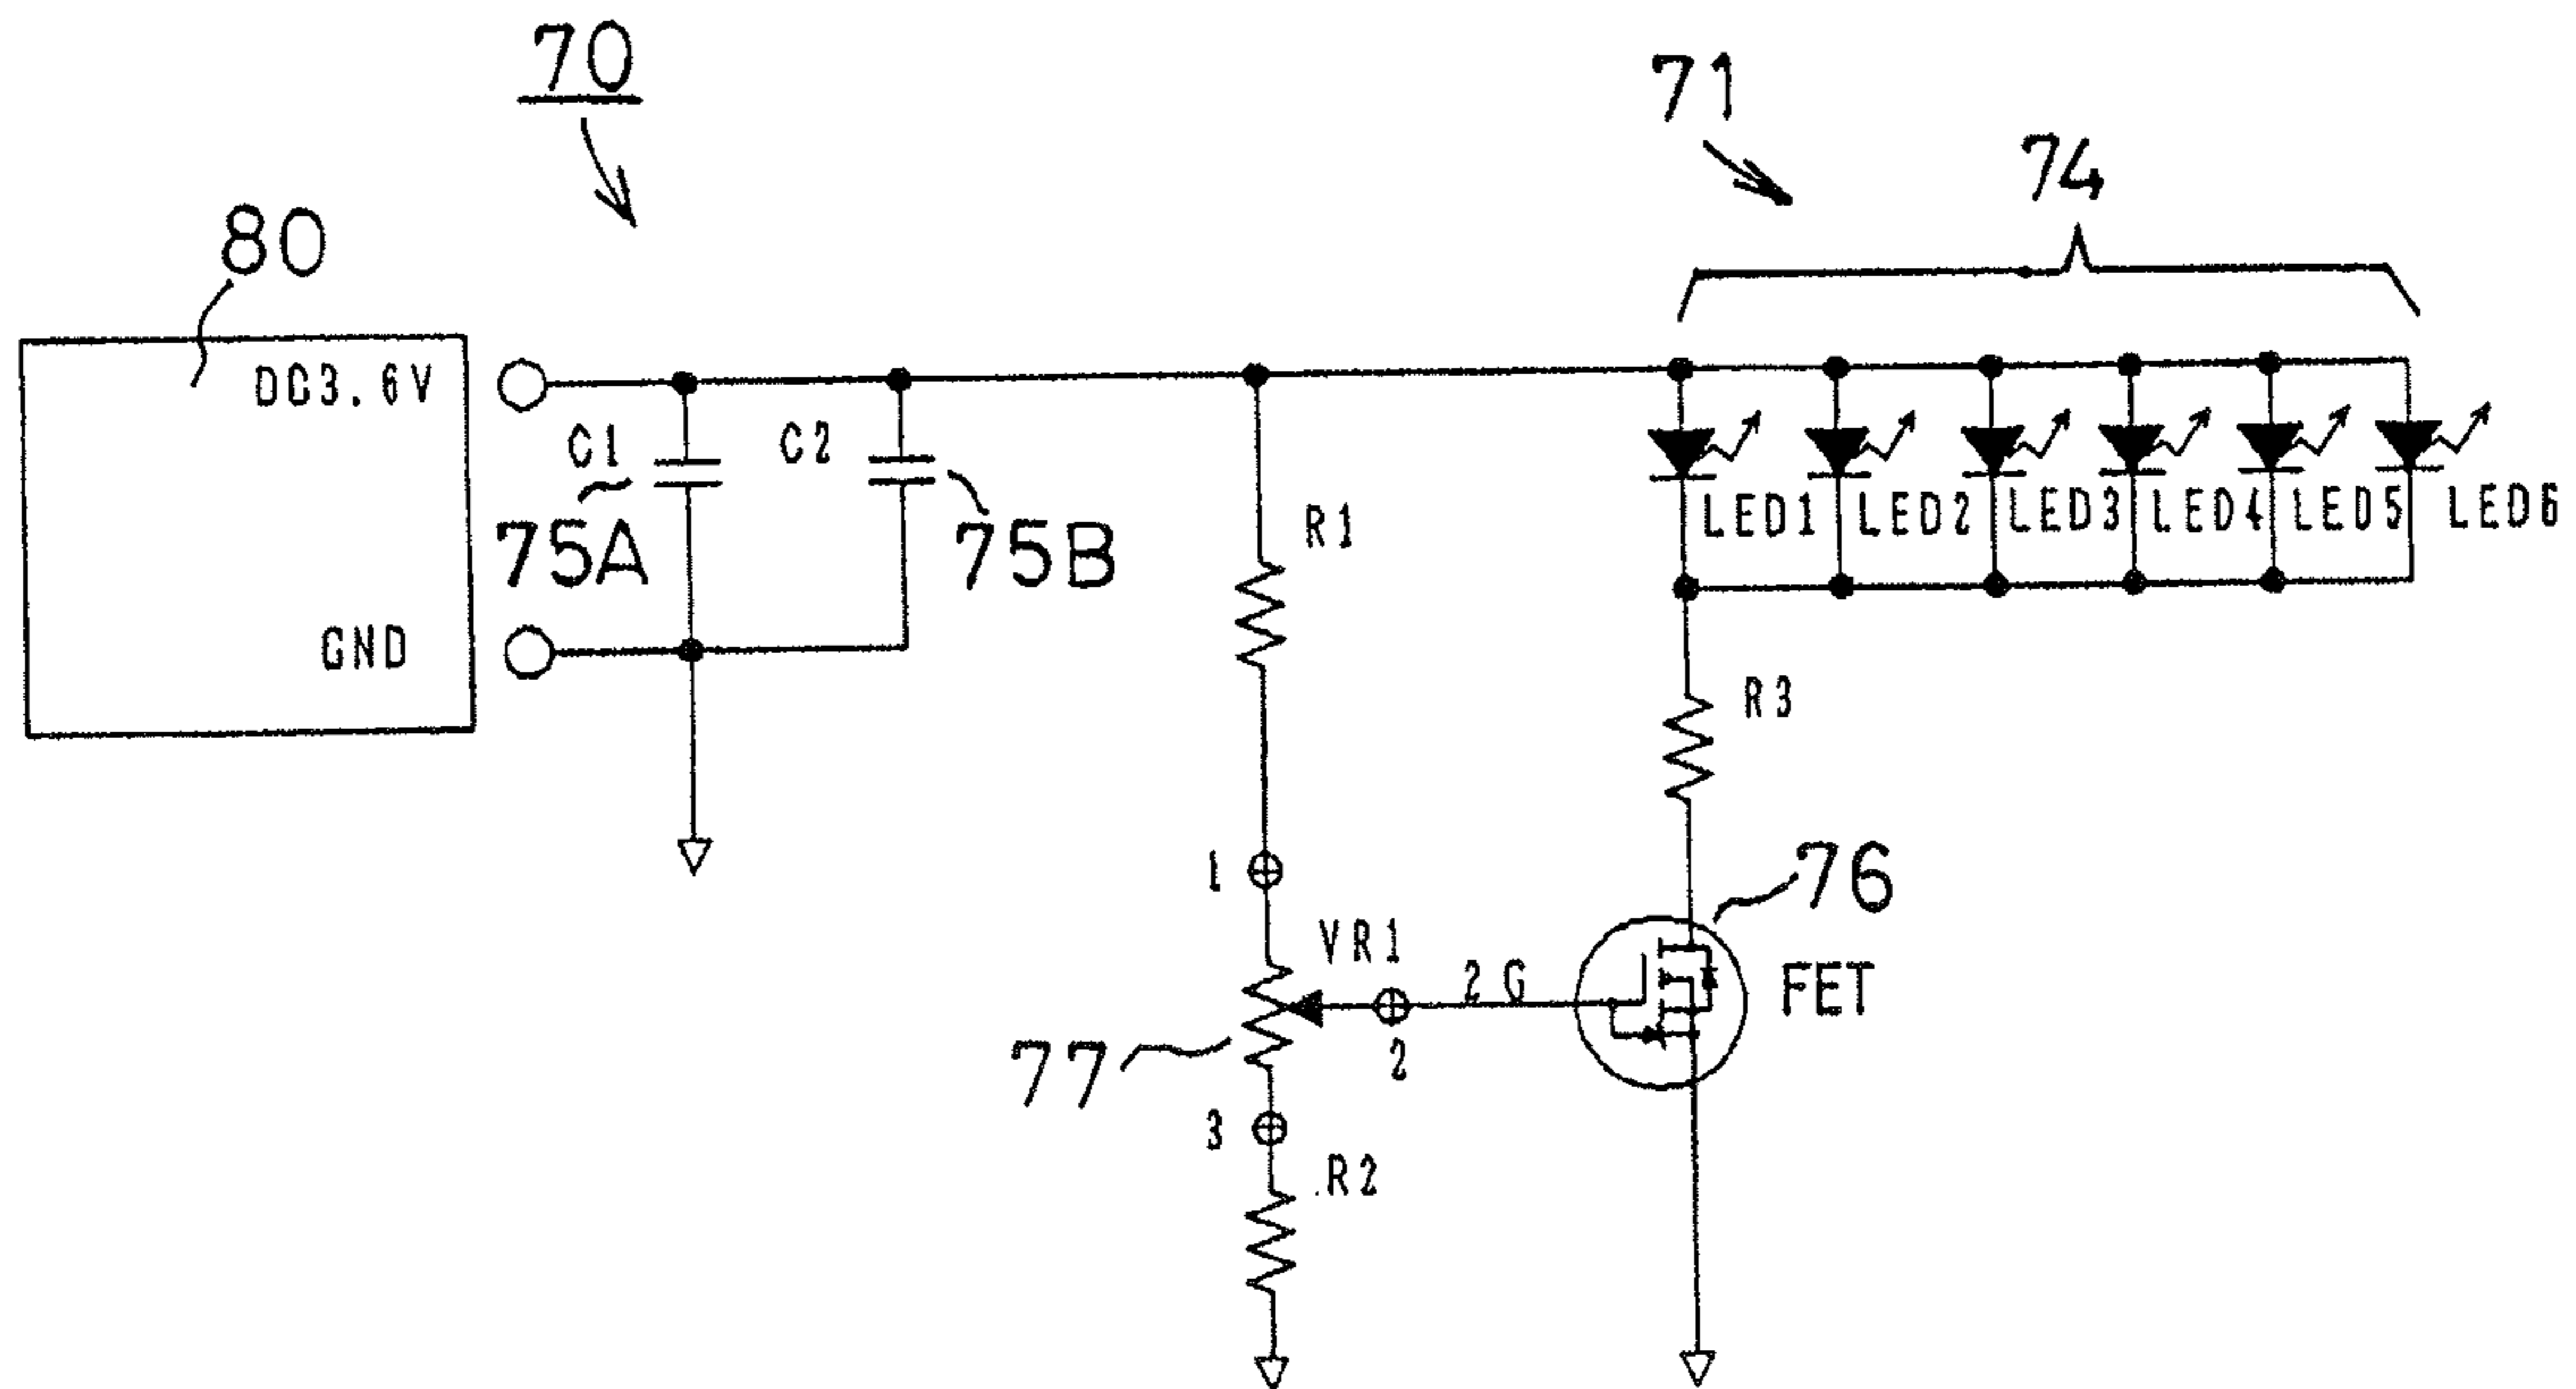 70
71
74
80
DC3.6V
C1
C2
75A
75B
R1
LED1
LED2
LED3
LED4
LED5
LED6
GND
R3
1
76
VR1
2G
FET
2
77
3
R2